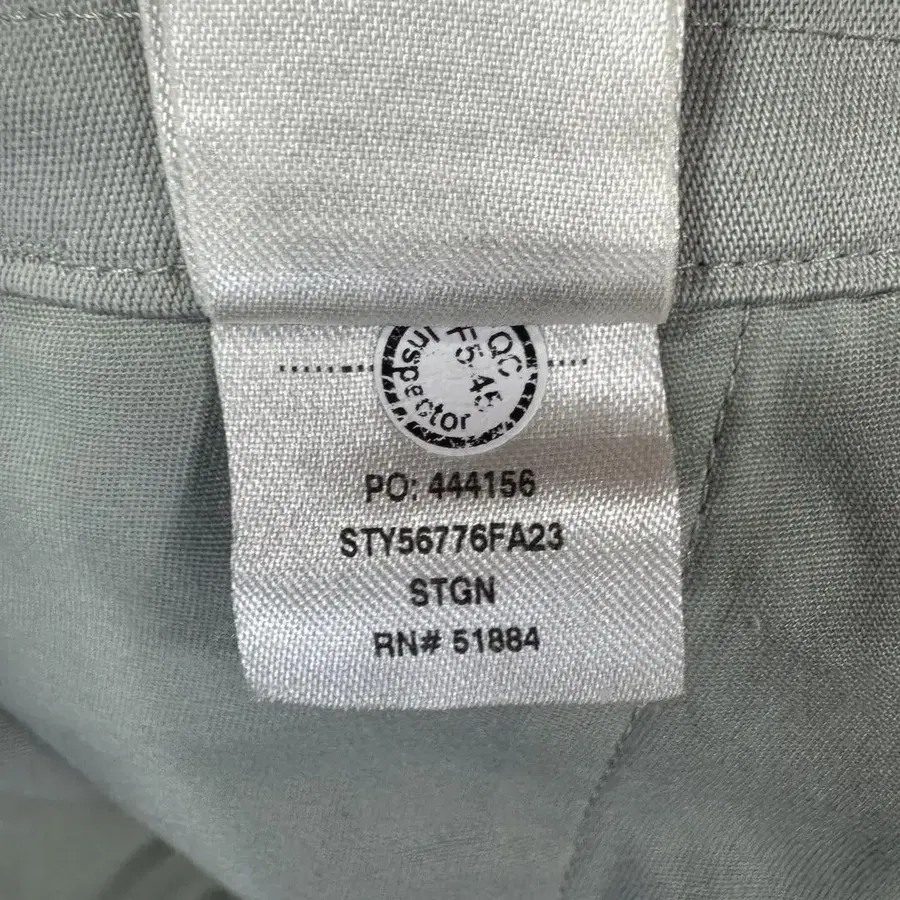 QC
F5-45
Inspector
PO: 444156
STY56776FA23
STGN
RN# 51884